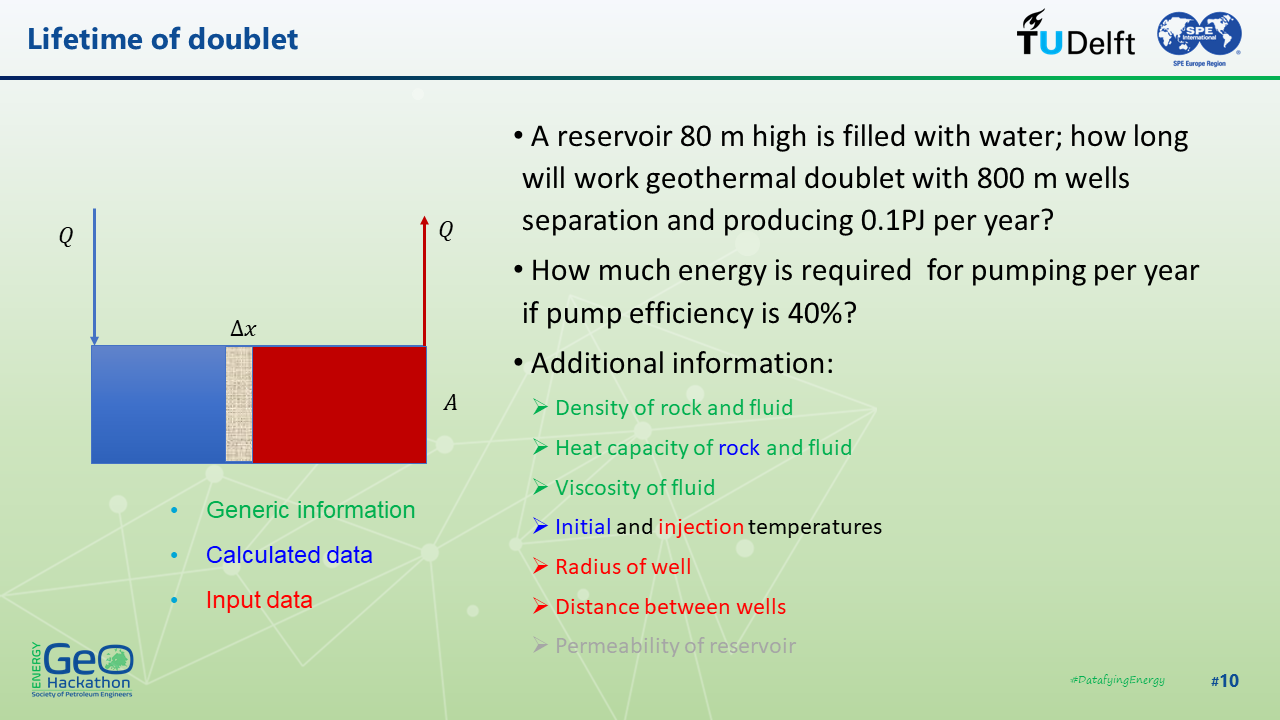 Lifetime of doublet
TUDelft
SPE
International
®
SPE Europe Region
Q
Q
Δx
A
• A reservoir 80 m high is filled with water; how long
will work geothermal doublet with 800 m wells
separation and producing 0.1PJ per year?
• How much energy is required  for pumping per year
if pump efficiency is 40%?
• Additional information:
➢ Density of rock and fluid
➢ Heat capacity of rock and fluid
➢ Viscosity of fluid
➢ Initial and injection temperatures
➢ Radius of well
➢ Distance between wells
➢ Permeability of reservoir
• Generic information
• Calculated data
• Input data
ENERGY
GeO
Hackathon
Society of Petroleum Engineers
#DatafyingEnergy
#10